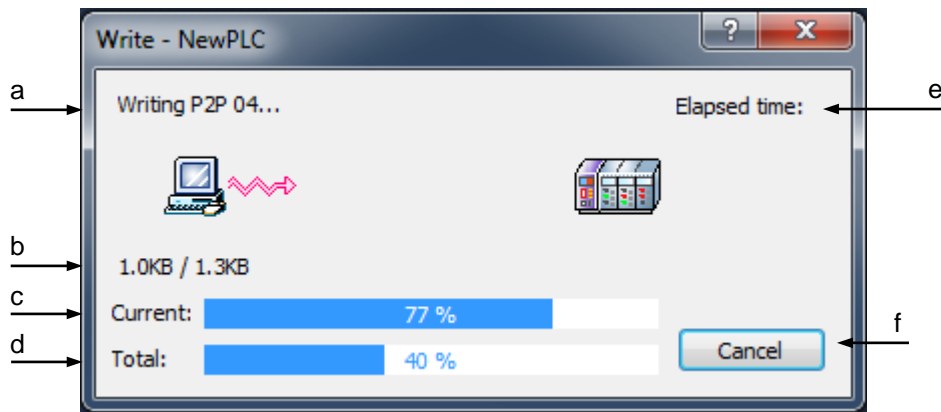 Write - NewPLC
a
Writing P2P 04...
Elapsed time:
e
b
1.0KB / 1.3KB
c
Current:
77 %
d
Total:
40 %
Cancel
f